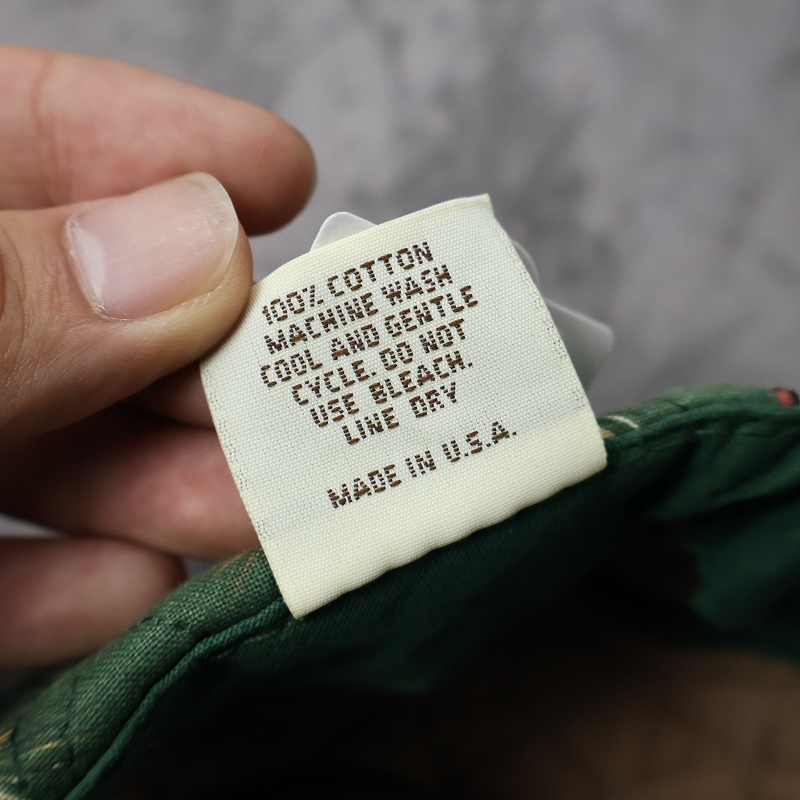 100% COTTON
MACHINE WASH
COOL AND GENTLE
CYCLE. DO NOT
USE BLEACH.
LINE DRY
MADE IN U.S.A.